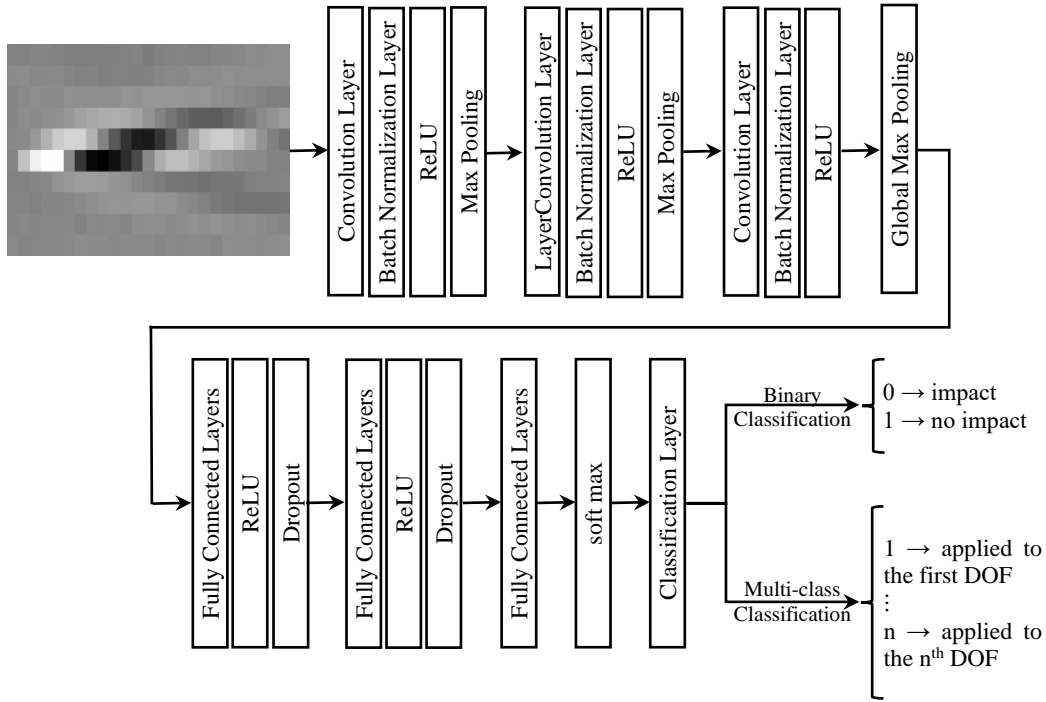 Convolution Layer
Batch Normalization Layer
ReLU
Max Pooling
LayerConvolution Layer
Batch Normalization Layer
ReLU
Max Pooling
Convolution Layer
Batch Normalization Layer
ReLU
Global Max Pooling
Fully Connected Layers
ReLU
Dropout
Fully Connected Layers
ReLU
Dropout
Fully Connected Layers
soft max
Classification Layer
Binary
Classification
0 → impact
1 → no impact
Multi-class
Classification
1 → applied to
the first DOF
⋮
n → applied to
the nᵗʰ DOF